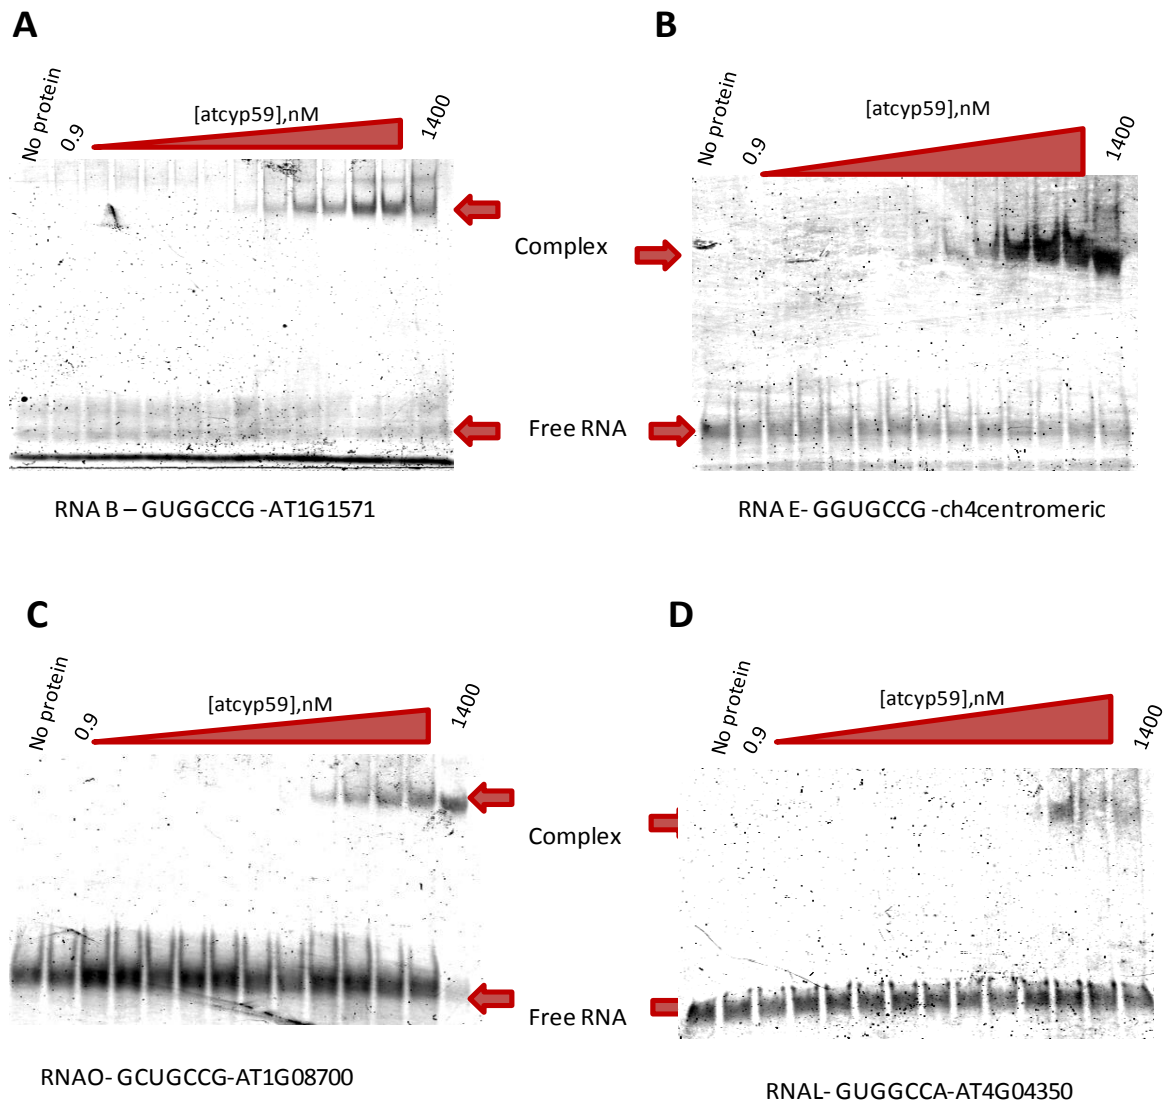 A
B
No protein
0.9
[atcyp59],nM
1400
No protein
0.9
[atcyp59],nM
1400
Complex
Free RNA
RNA B – GUGGCCG -AT1G1571
RNA E- GGUGCCG -ch4centromeric
C
D
No protein
0.9
[atcyp59],nM
1400
No protein
0.9
[atcyp59],nM
1400
Complex
Free RNA
RNAO- GCUGCCG-AT1G08700
RNAL- GUGGCCA-AT4G04350